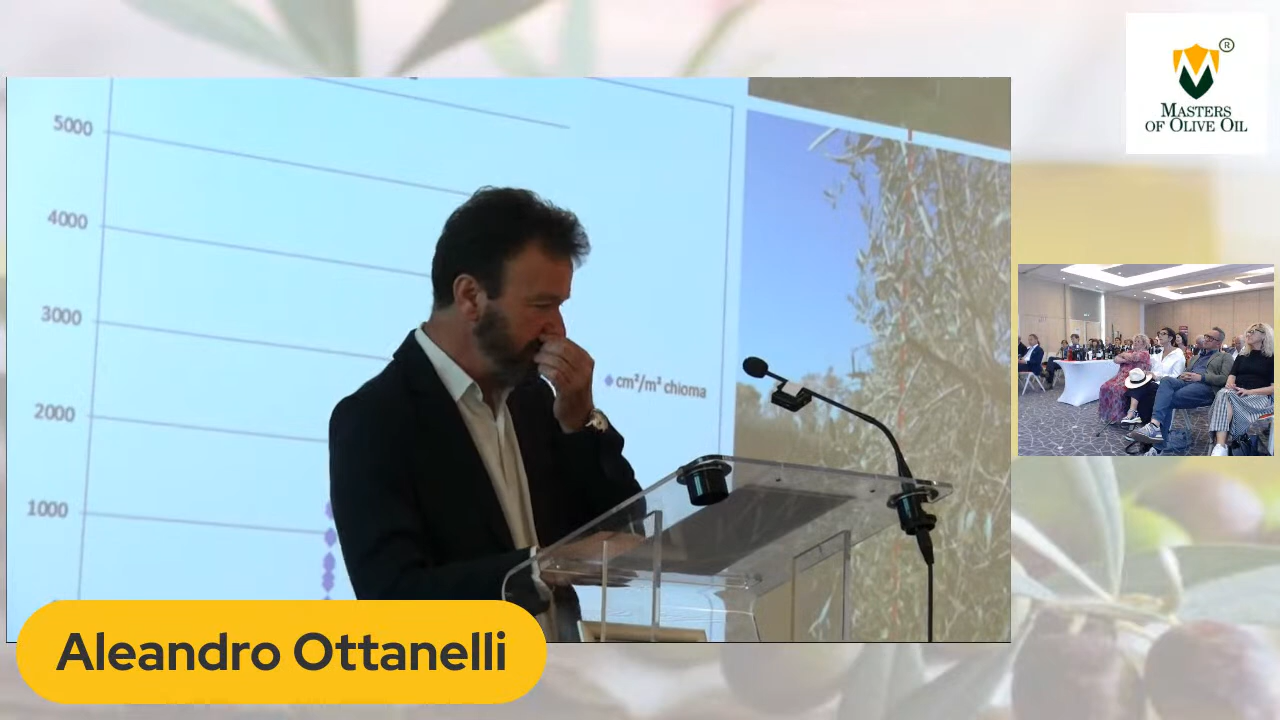 5000
4000
3000
2000
1000
cm²/m² chioma
Aleandro Ottanelli
®
MASTERS
OF OLIVE OIL